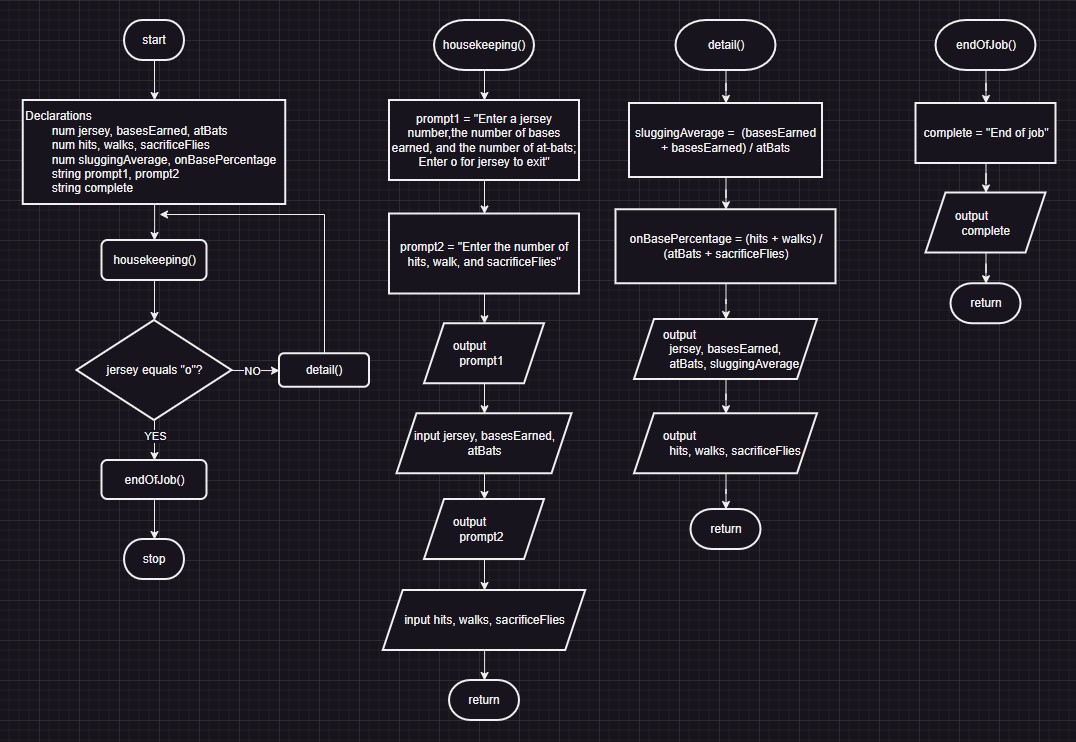 start
Declarations
num jersey, basesEarned, atBats
num hits, walks, sacrificeFlies
num sluggingAverage, onBasePercentage
string prompt1, prompt2
string complete
housekeeping()
jersey equals "o"?
NO
detail()
YES
endOfJob()
stop
housekeeping()
prompt1 = "Enter a jersey
number,the number of bases
earned, and the number of at-bats;
Enter o for jersey to exit"
prompt2 = "Enter the number of
hits, walk, and sacrificeFlies"
output
prompt1
input jersey, basesEarned,
atBats
output
prompt2
input hits, walks, sacrificeFlies
return
detail()
sluggingAverage = (basesEarned
+ basesEarned) / atBats
onBasePercentage = (hits + walks) /
(atBats + sacrificeFlies)
output
jersey, basesEarned,
atBats, sluggingAverage
output
hits, walks, sacrificeFlies
return
endOfJob()
complete = "End of job"
output
complete
return